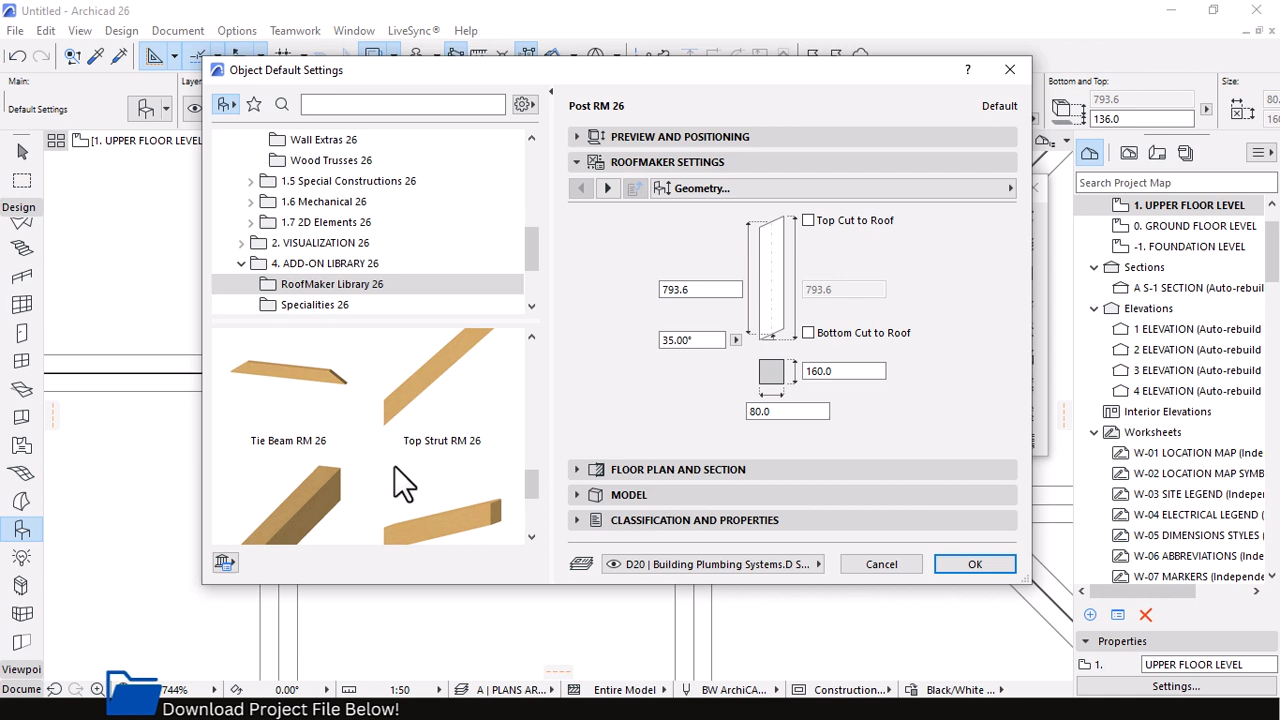 Untitled - Archicad 26
File Edit View Design Document Options Teamwork Window LiveSync® Help
Main:
Default Settings
Bottom and Top:
793.6
136.0
Size:
[1. UPPER FLOOR LEVEL
Object Default Settings
?
Wall Extras 26
Wood Trusses 26
1.5 Special Constructions 26
1.6 Mechanical 26
1.7 2D Elements 26
2. VISUALIZATION 26
4. ADD-ON LIBRARY 26
RoofMaker Library 26
Specialities 26
Tie Beam RM 26
Top Strut RM 26
Post RM 26
Default
PREVIEW AND POSITIONING
ROOFMAKER SETTINGS
Geometry...
Top Cut to Roof
793.6
793.6
35.00°
Bottom Cut to Roof
160.0
80.0
FLOOR PLAN AND SECTION
MODEL
CLASSIFICATION AND PROPERTIES
D20 | Building Plumbing Systems.D S...
Cancel
OK
Design
Viewpoi
Docume
Search Project Map
1. UPPER FLOOR LEVEL
0. GROUND FLOOR LEVEL
-1. FOUNDATION LEVEL
Sections
A S-1 SECTION (Auto-rebuild
Elevations
1 ELEVATION (Auto-rebuild
2 ELEVATION (Auto-rebuild
3 ELEVATION (Auto-rebuild
4 ELEVATION (Auto-rebuild
Interior Elevations
Worksheets
W-01 LOCATION MAP (Inde
W-02 LOCATION MAP SYMB
W-03 SITE LEGEND (Indepen
W-04 ELECTRICAL LEGEND (
W-05 DIMENSIONS STYLES (
W-06 ABBREVIATIONS (Indep
W-07 MARKERS (Independe
Properties
1.
UPPER FLOOR LEVEL
Settings...
744%
0.00°
1:50
A | PLANS AR...
Entire Model
BW ArchiCA...
Construction...
Black/White ...
Download Project File Below!